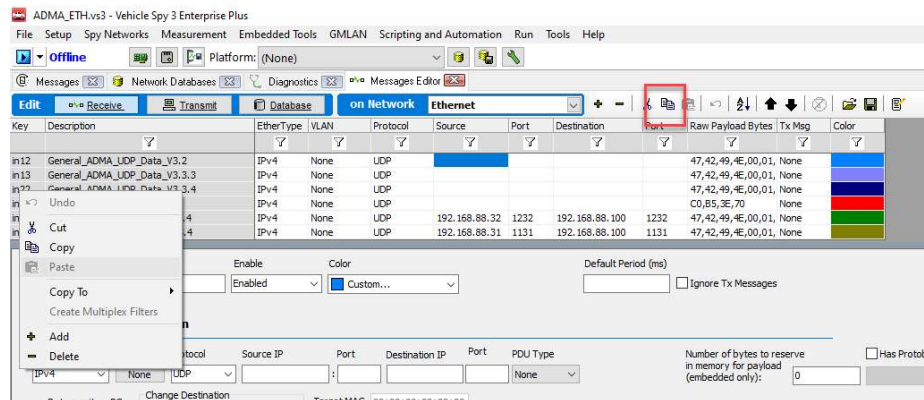 ADMA_ETH.vs3 - Vehicle Spy 3 Enterprise Plus
File Setup Spy Networks Measurement Embedded Tools GMLAN Scripting and Automation Run Tools Help
Offline Platform: (None)
Messages Network Databases Diagnostics Messages Editor
Edit Receive Transmit Database on Network Ethernet
Key Description EtherType VLAN Protocol Source Port Destination Port Raw Payload Bytes Tx Msg Color
in12 General_ADMA_UDP_Data_V3.2 IPv4 None UDP 47,42,49,4E,00,01, None
in13 General_ADMA_UDP_Data_V3.3.3 IPv4 None UDP 47,42,49,4E,00,01, None
in22 General_ADMA_UDP_Data_V3.3.4 IPv4 None UDP 47,42,49,4E,00,01, None
in IPv4 None UDP C0,B5,3E,70 None
in .4 IPv4 None UDP 192.168.88.32 1232 192.168.88.100 1232 47,42,49,4E,00,01, None
in .4 IPv4 None UDP 192.168.88.31 1131 192.168.88.100 1131 47,42,49,4E,00,01, None
Undo
Cut
Copy
Paste
Copy To
Create Multiplex Filters
Add
Delete
Enable Color Default Period (ms)
Enabled Custom... Ignore Tx Messages
n
tocol Source IP Port Destination IP Port PDU Type Number of bytes to reserve in memory for payload (embedded only): Has Protol
IPv4 None UDP : None 0
Change Destination